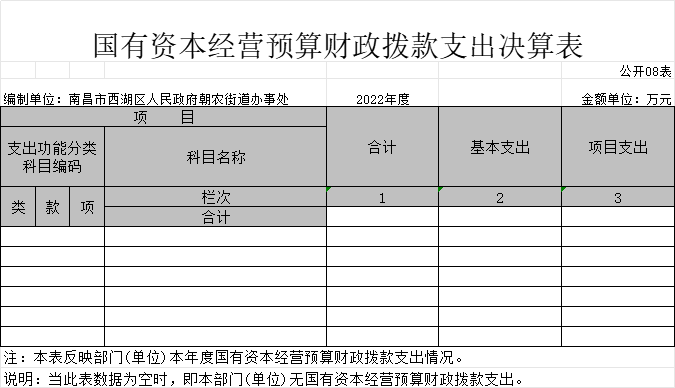 国有资本经营预算财政拨款支出决算表
公开08表
编制单位：南昌市西湖区人民政府朝农街道办事处 2022年度 金额单位：万元
项 目 合计 基本支出 项目支出
支出功能分类
科目编码
科目名称
类 款 项 栏次 1 2 3
合计
注：本表反映部门(单位)本年度国有资本经营预算财政拨款支出情况。
说明：当此表数据为空时，即本部门(单位)无国有资本经营预算财政拨款支出。